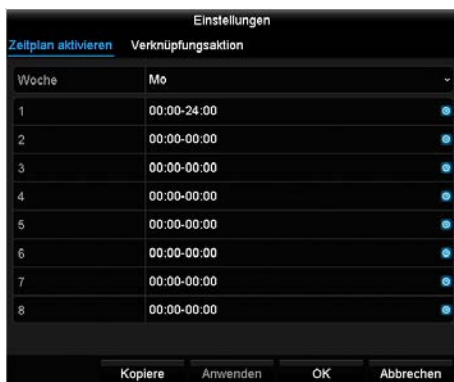 Einstellungen
Zeitplan aktivieren Verknüpfungsaktion
Woche Mo
1 00:00-24:00
2 00:00-00:00
3 00:00-00:00
4 00:00-00:00
5 00:00-00:00
6 00:00-00:00
7 00:00-00:00
8 00:00-00:00
Kopiere Anwenden OK Abbrechen